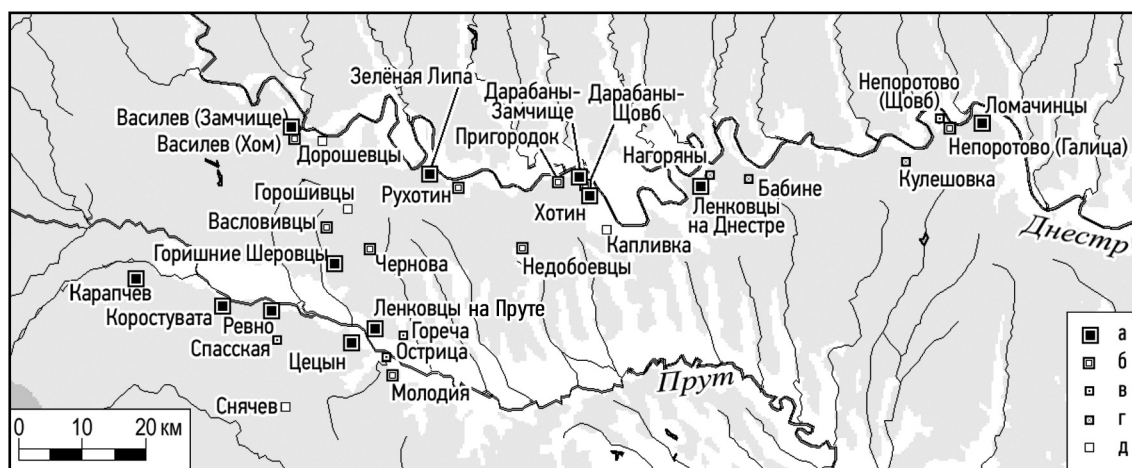 Зелёная Липа
Дарабаны-
Замчище
Дарабаны-
Щовб
Непоротово
(Щовб)
Ломачинцы
Василев (Замчище)
Василев (Хом)
Дорошевцы
Пригородок
Нагоряны
Непоротово (Галица)
Кулешовка
Бабине
Горошивцы
Рухотин
Хотин
Ленковцы
на Днестре
Васловивцы
Капливка
Днестр
Горишние Шеровцы
Чернова
Недобоевцы
Карапчев
Коростувата
Ревно
Спасская
Ленковцы на Пруте
Гореча
Цецын
Острица
Молодия
Прут
Снячев
0 10 20 км
а
б
в
г
д